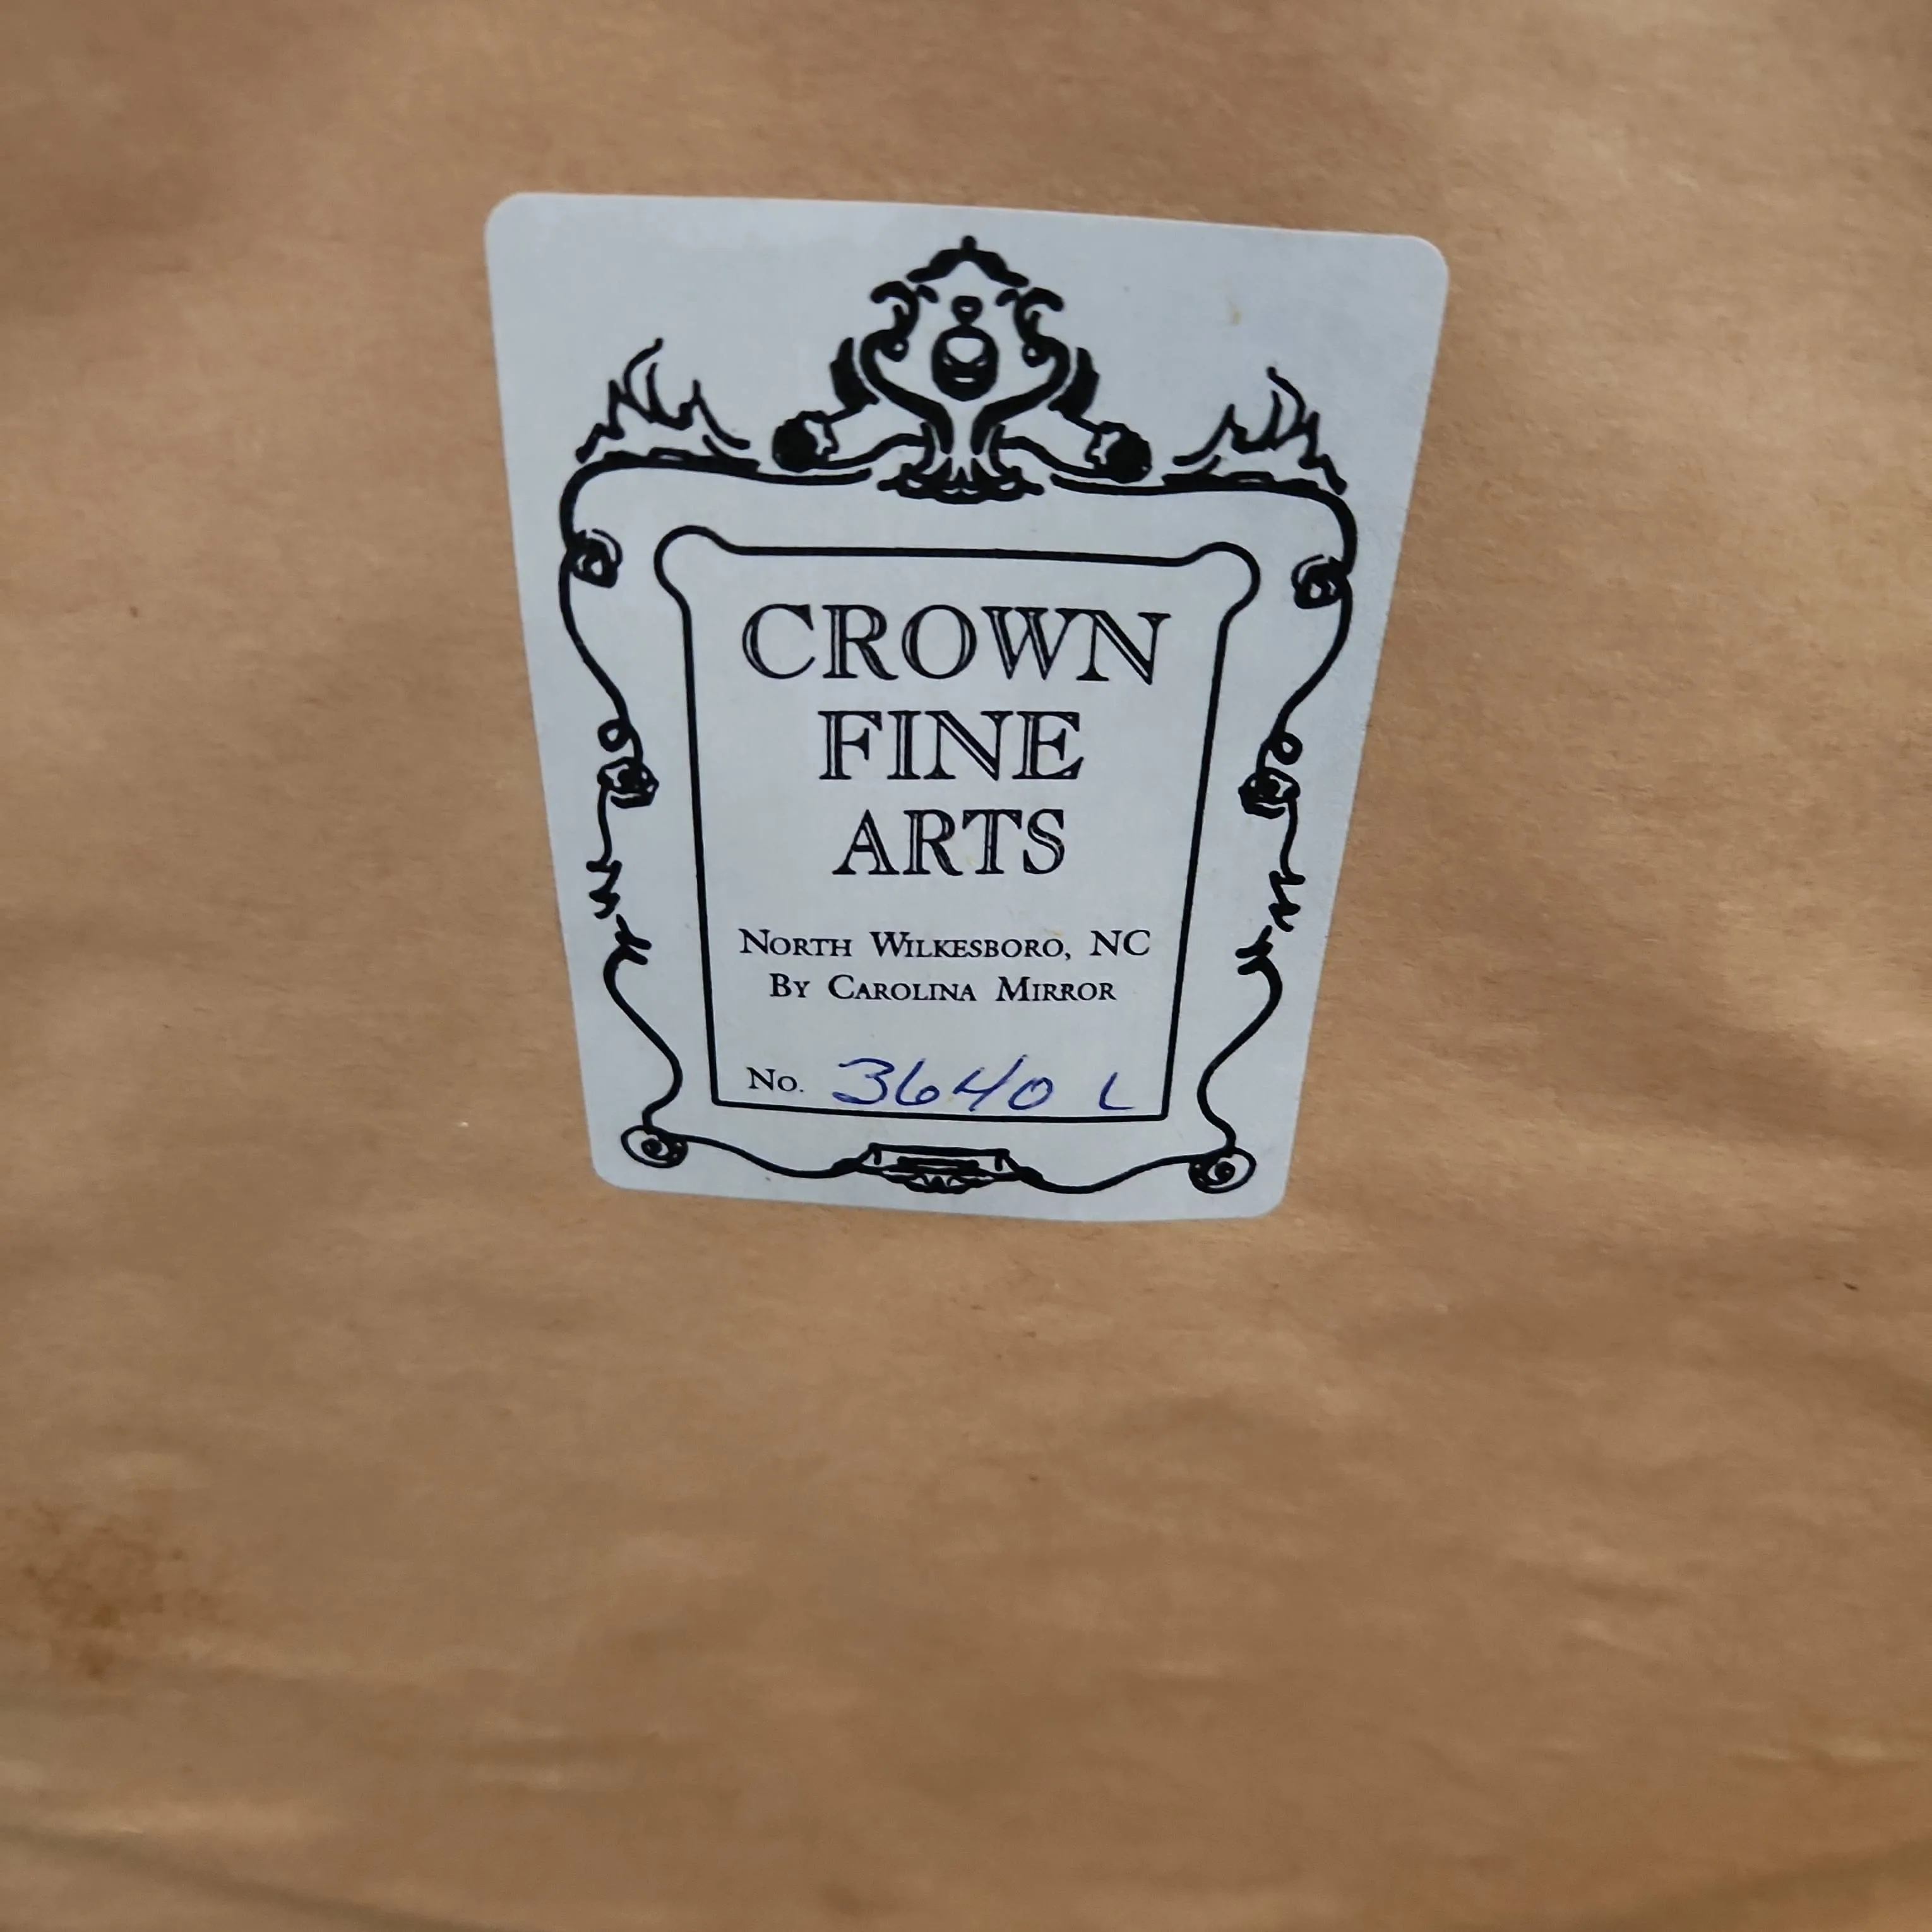 CROWN
FINE
ARTS
NORTH WILKESBORO, NC
BY CAROLINA MIRROR
NO. 3640 L